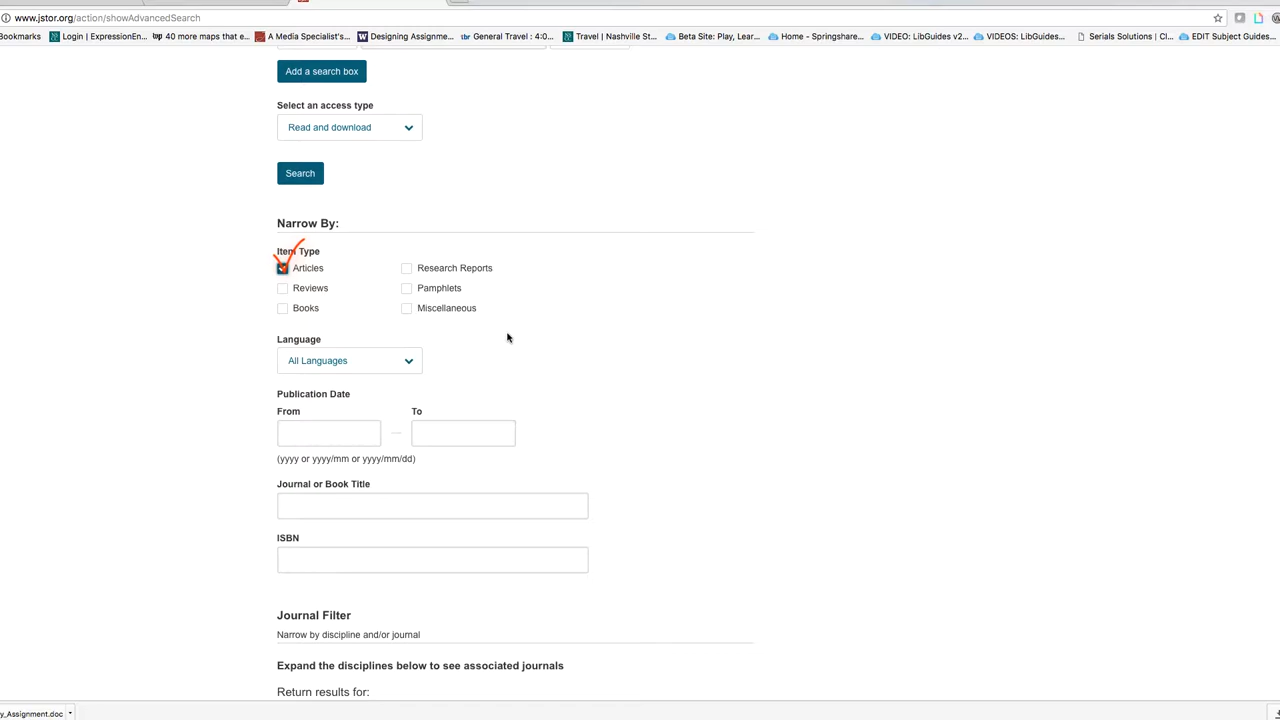 www.jstor.org/action/showAdvancedSearch
Bookmarks Login | ExpressionEn... 40 more maps that e... A Media Specialist's... Designing Assignme... General Travel : 4:0... Travel | Nashville St... Beta Site: Play, Lear... Home - Springshare... VIDEO: LibGuides v2... VIDEOS: LibGuides... Serials Solutions | Cl... EDIT Subject Guides...
Add a search box
Select an access type
Read and download
Search
Narrow By:
Item Type
Articles Research Reports
Reviews Pamphlets
Books Miscellaneous
Language
All Languages
Publication Date
From To
(yyyy or yyyy/mm or yyyy/mm/dd)
Journal or Book Title
ISBN
Journal Filter
Narrow by discipline and/or journal
Expand the disciplines below to see associated journals
Return results for:
y_Assignment.doc